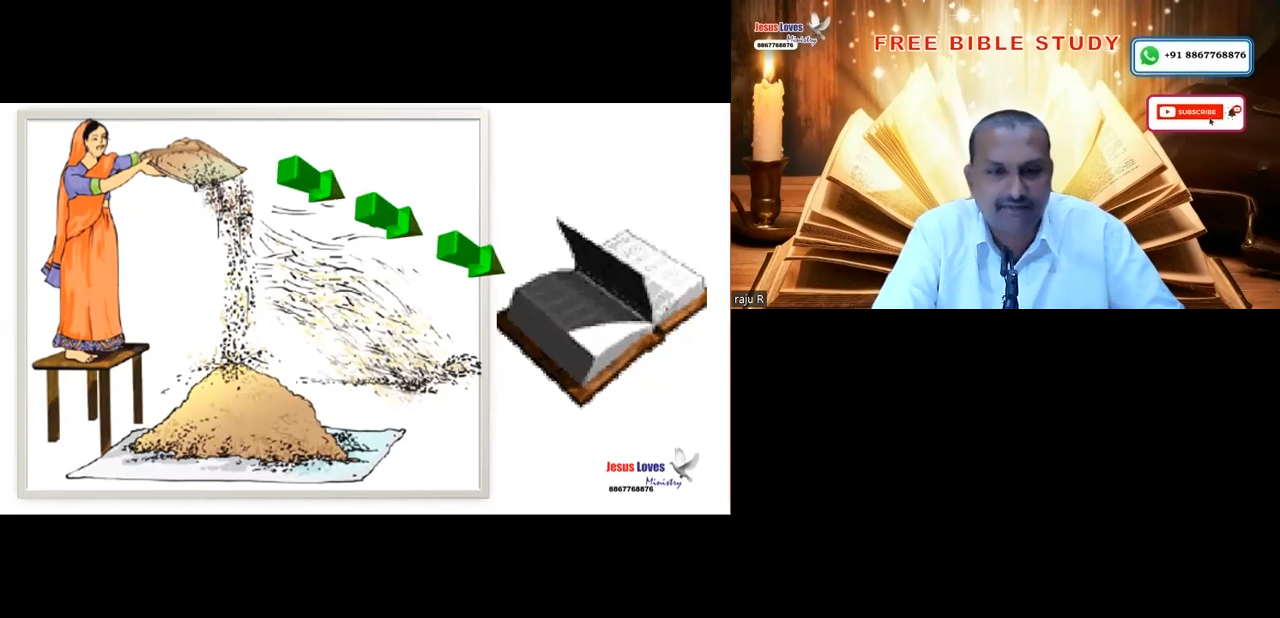 Jesus Loves
Ministry
8867768876
FREE BIBLE STUDY
+91 8867768876
SUBSCRIBE
raju R
Jesus Loves
Ministry
8867768876